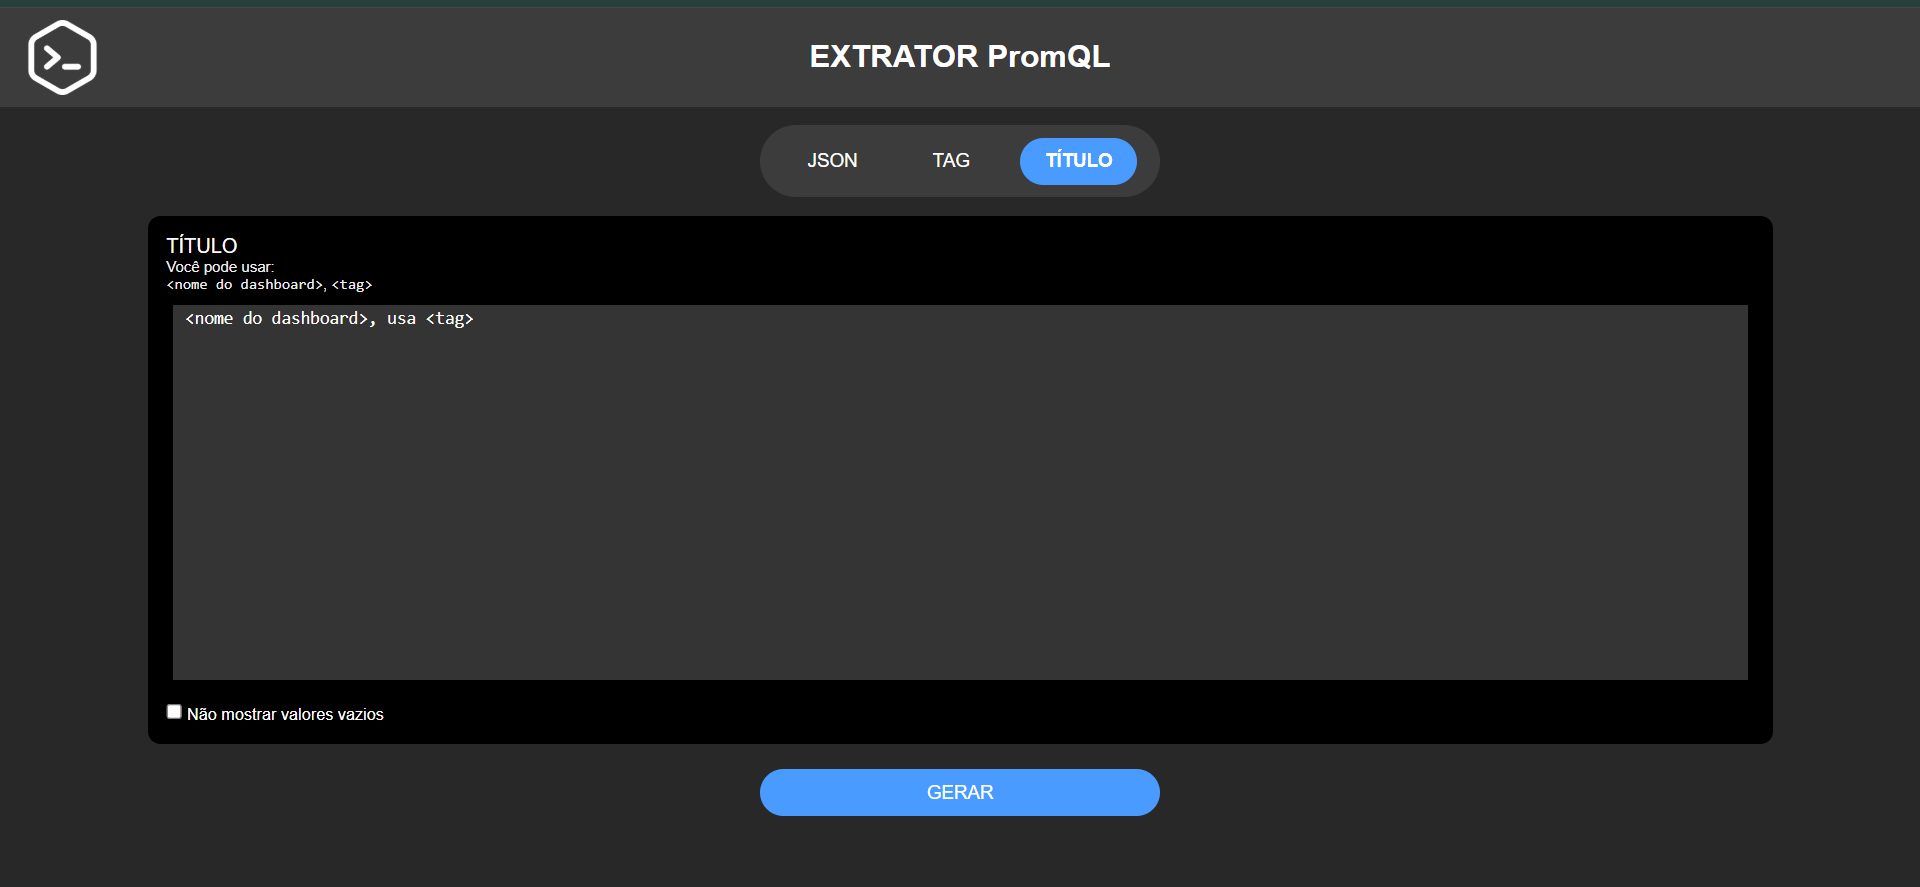 EXTRATOR PromQL
JSON TAG TÍTULO
TÍTULO
Você pode usar:
<nome do dashboard>, <tag>
<nome do dashboard>, usa <tag>
Não mostrar valores vazios
GERAR